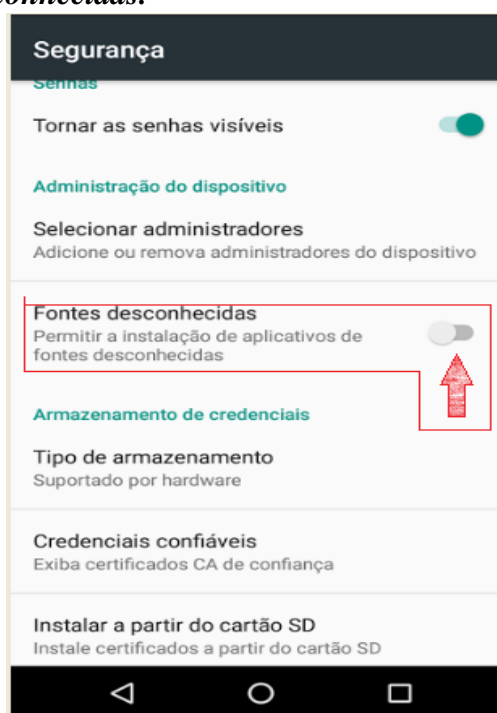 Segurança
Senhas
Tornar as senhas visíveis
Administração do dispositivo
Selecionar administradores
Adicione ou remova administradores do dispositivo
Fontes desconhecidas
Permitir a instalação de aplicativos de
fontes desconhecidas
Armazenamento de credenciais
Tipo de armazenamento
Suportado por hardware
Credenciais confiáveis
Exiba certificados CA de confiança
Instalar a partir do cartão SD
Instale certificados a partir do cartão SD